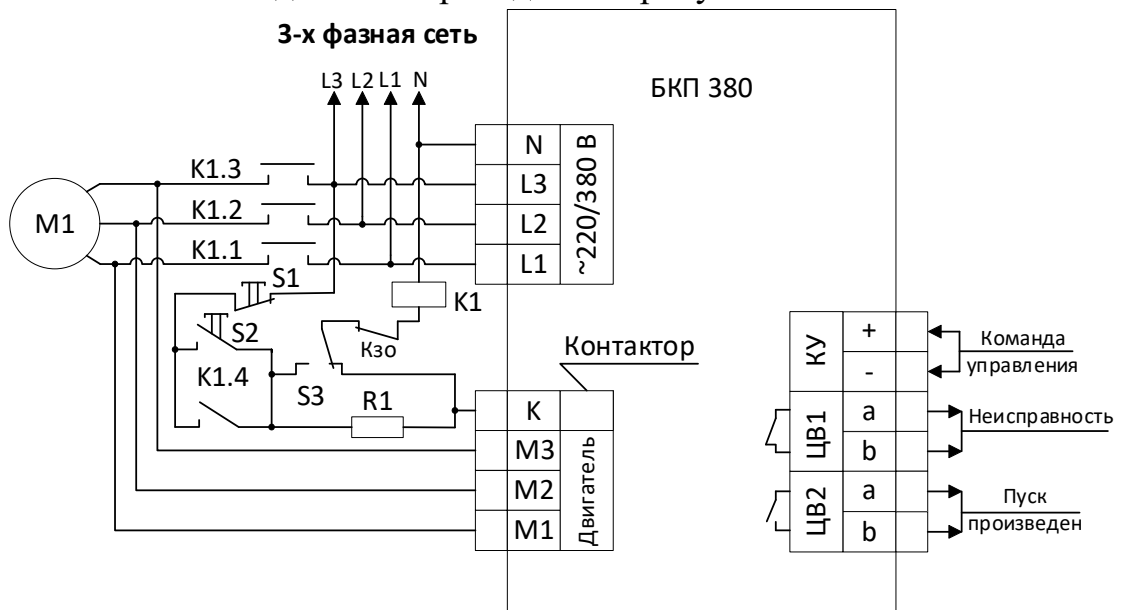 3-х фазная сеть
L3 L2 L1 N
БКП 380
N
L3
L2
L1
~220/380 В
K1.3
K1.2
K1.1
M1
S1
S2
K1
Кзо
K1.4
S3
R1
Контактор
K
M3
M2
M1
Двигатель
КУ
+
-
Команда
управления
ЦВ1
a
b
Неисправность
ЦВ2
a
b
Пуск
произведен